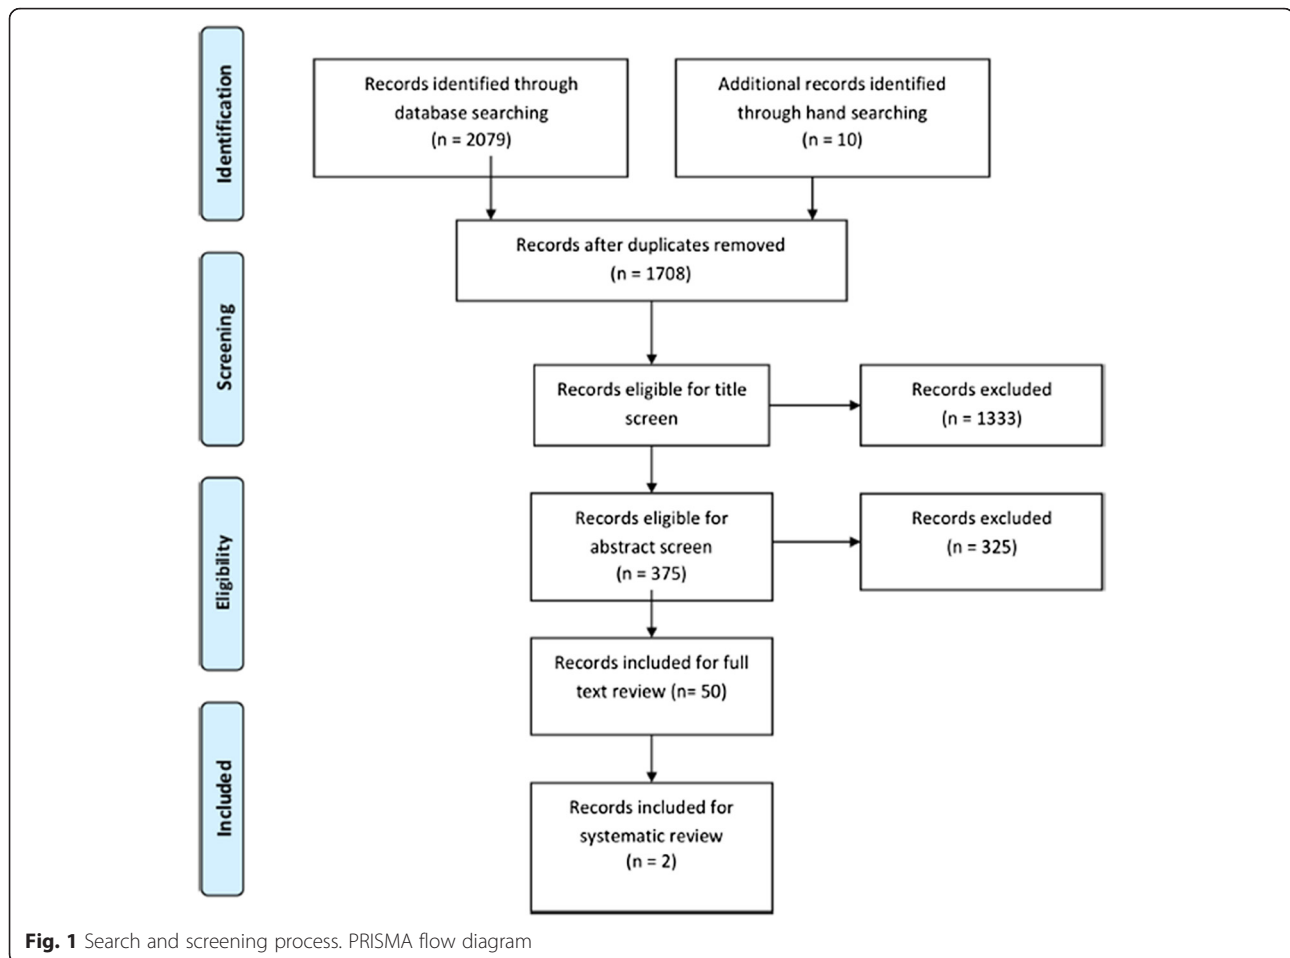 Identification
Records identified through
database searching
(n = 2079)
Additional records identified
through hand searching
(n = 10)
Records after duplicates removed
(n = 1708)
Screening
Records eligible for title
screen
Records excluded
(n = 1333)
Eligibility
Records eligible for
abstract screen
(n = 375)
Records excluded
(n = 325)
Records included for full
text review (n= 50)
Included
Records included for
systematic review
(n = 2)
Fig. 1 Search and screening process. PRISMA flow diagram